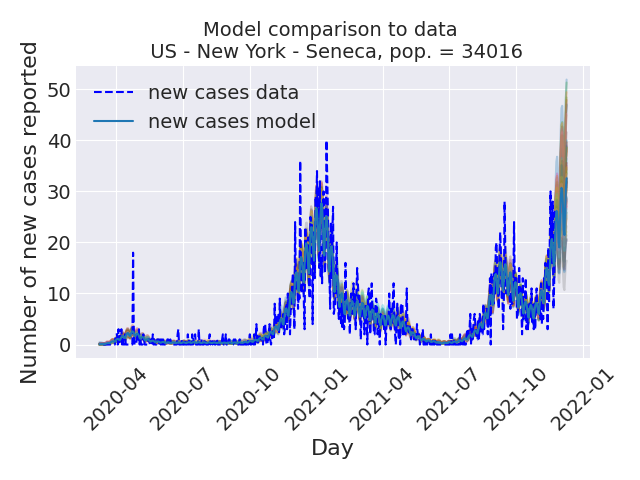 Model comparison to data
US - New York - Seneca, pop. = 34016
Number of new cases reported
50
40
30
20
10
0
new cases data
new cases model
2020-04
2020-07
2020-10
2021-01
2021-04
2021-07
2021-10
2022-01
Day